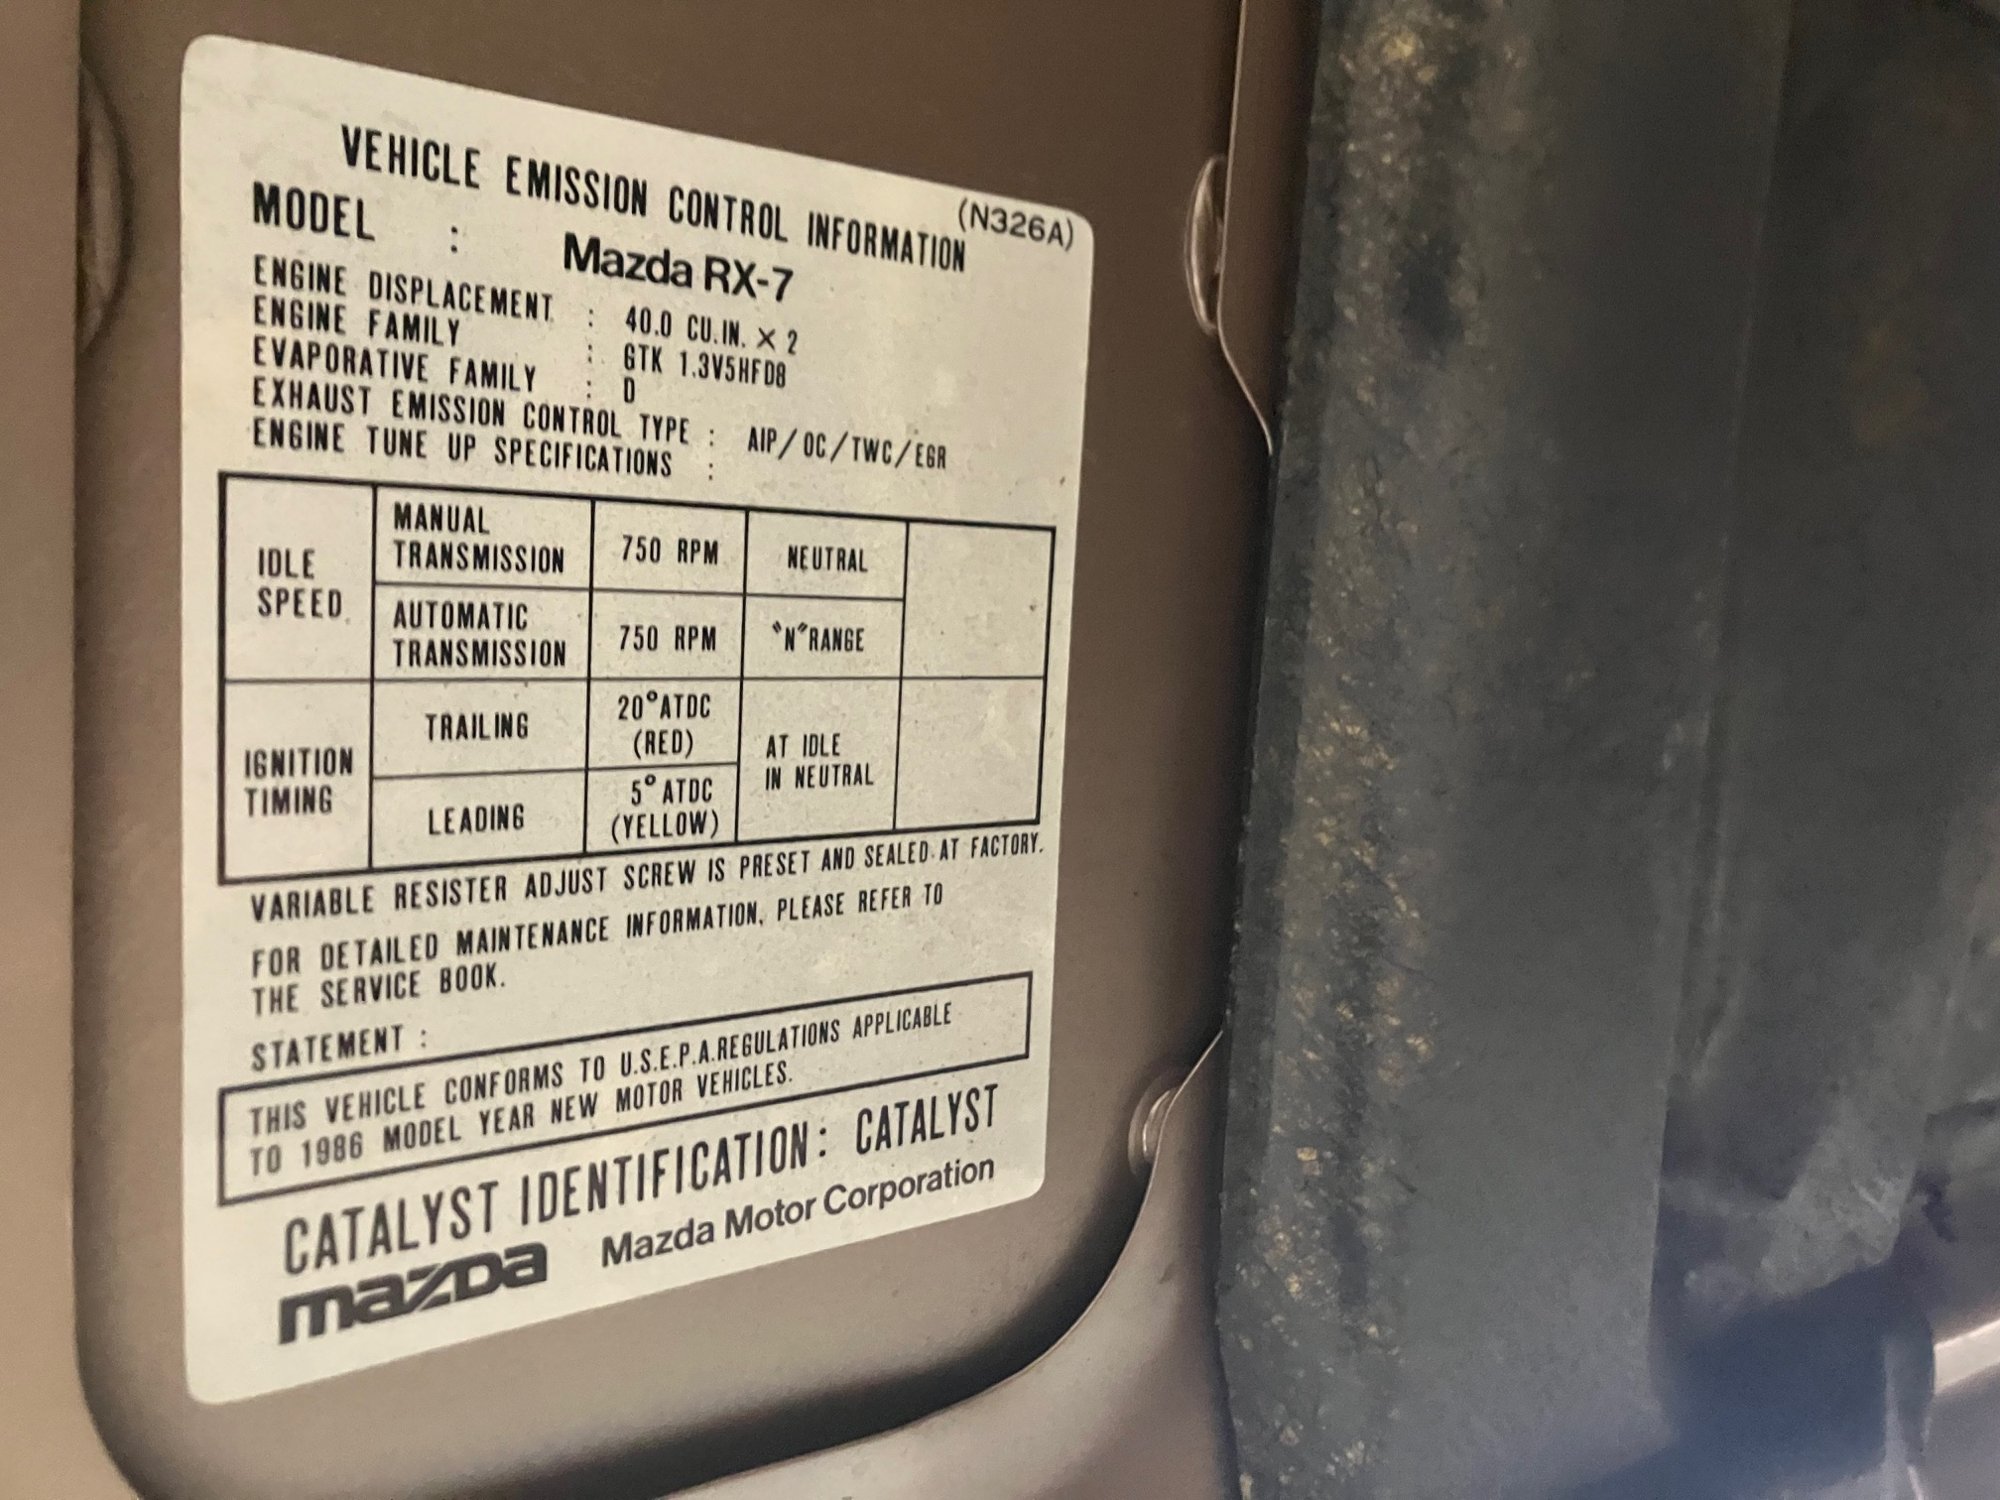 VEHICLE EMISSION CONTROL INFORMATION
(N326A)
MODEL : Mazda RX-7
ENGINE DISPLACEMENT : 40.0 CU.IN. × 2
ENGINE FAMILY : GTK 1.3V5HFD8
EVAPORATIVE FAMILY : D
EXHAUST EMISSION CONTROL TYPE : AIP/OC/TWC/EGR
ENGINE TUNE UP SPECIFICATIONS :
IDLE SPEED
MANUAL TRANSMISSION
750 RPM
NEUTRAL
AUTOMATIC TRANSMISSION
750 RPM
"N" RANGE
IGNITION TIMING
TRAILING
20° ATDC (RED)
LEADING
5° ATDC (YELLOW)
AT IDLE IN NEUTRAL
VARIABLE RESISTER ADJUST SCREW IS PRESET AND SEALED AT FACTORY.
FOR DETAILED MAINTENANCE INFORMATION, PLEASE REFER TO
THE SERVICE BOOK.
STATEMENT :
THIS VEHICLE CONFORMS TO U.S.E.P.A. REGULATIONS APPLICABLE
TO 1986 MODEL YEAR NEW MOTOR VEHICLES.
CATALYST IDENTIFICATION: CATALYST
mazda Mazda Motor Corporation